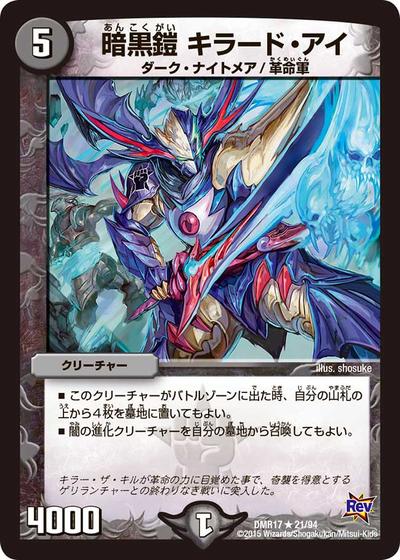 5
あんこくがい
暗黒鎧 キラード・アイ
かくめいぐん
ダーク・ナイトメア / 革命軍
クリーチャー
illus. shosuke
■ このクリーチャーがバトルゾーンに出た時、自分の山札の
上から4枚を墓地に置いてもよい。
■ 闇の進化クリーチャーを自分の墓地から召喚してもよい。
キラー・ザ・キルが革命の力に目覚めた事で、奇襲を得意とする
ゲリランチャーとの終わりなき戦いに突入した。
Rev
4000
1
DMR17 ★ 21/94
©2015 Wizards/Shogakukan/Mitsui-Kids